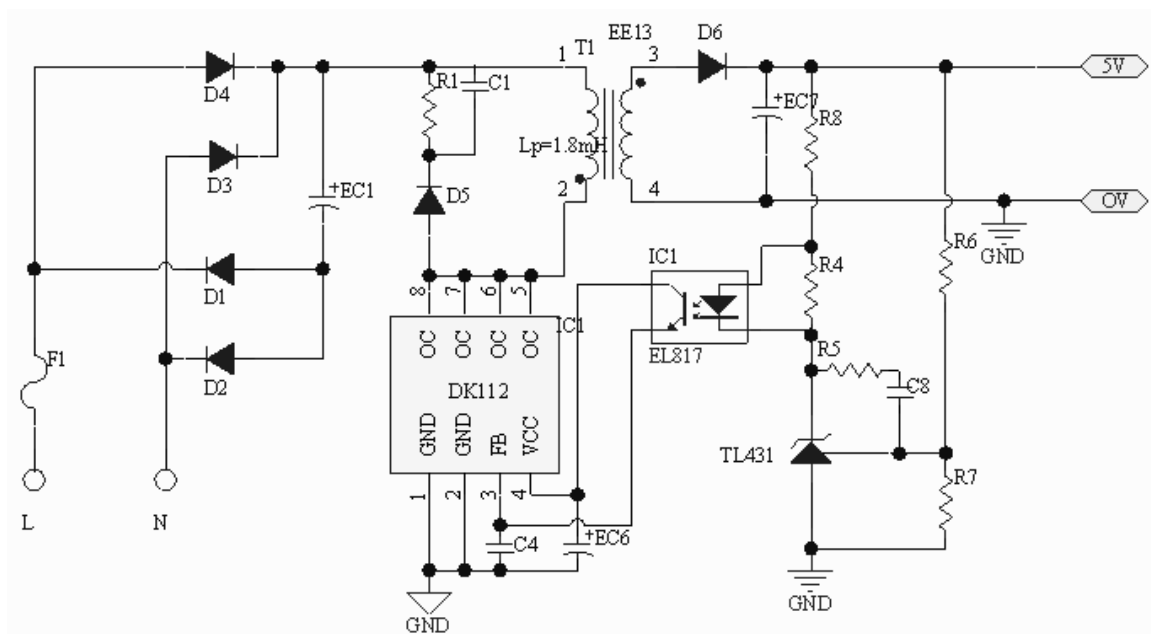 T1
EE13
D6
1
3
5V
D4
R1
C1
+EC7
R8
Lp=1.8mH
D3
+EC1
D5
2
4
OV
GND
R6
IC1
R4
D1
8
7
6
5
IC1
OC
OC
OC
OC
EL817
R5
F1
D2
DK112
C8
GND
GND
FB
VCC
TL431
R7
1
2
3
4
L
N
C4
+EC6
GND
GND